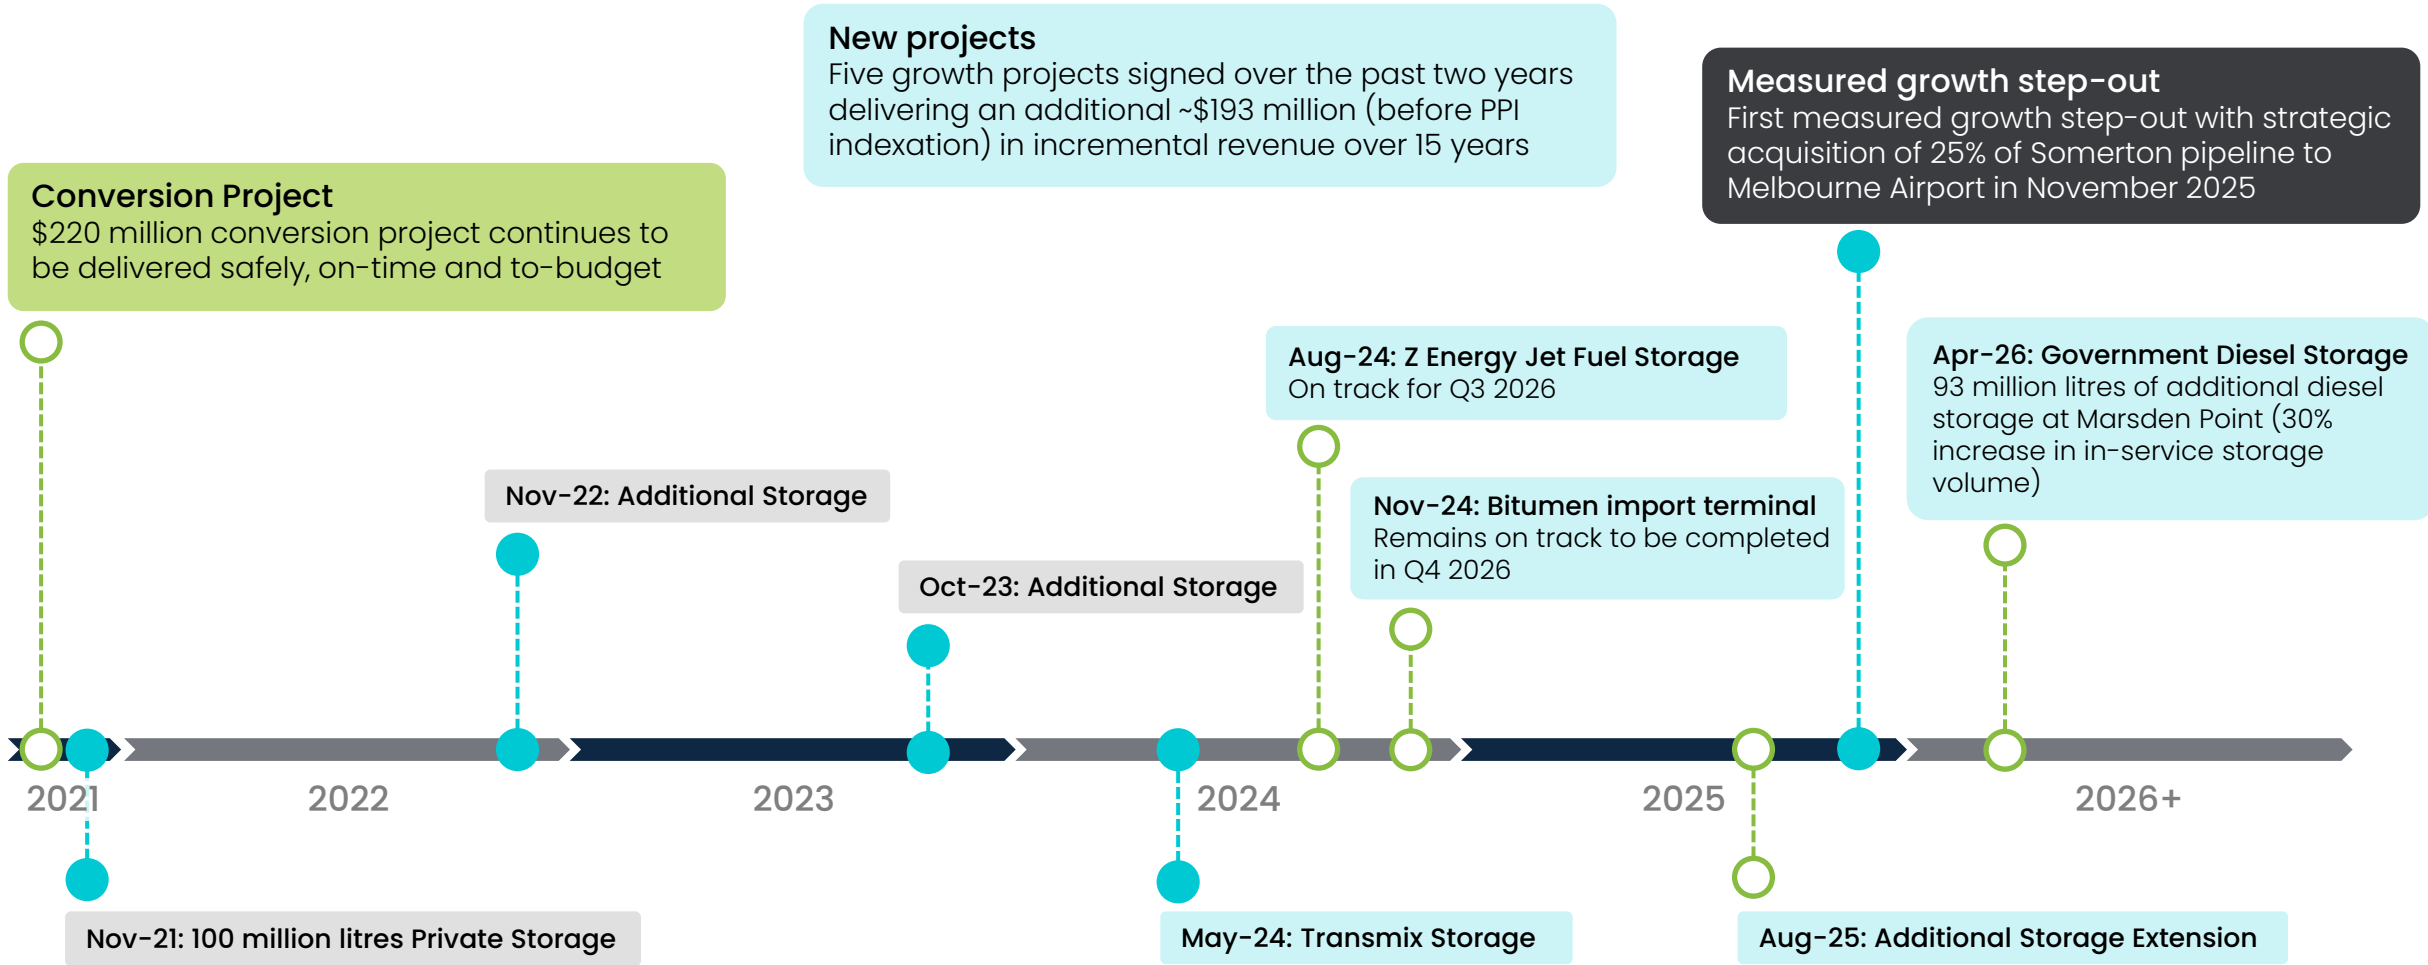 New projects
Five growth projects signed over the past two years
delivering an additional ~$193 million (before PPI
indexation) in incremental revenue over 15 years
Measured growth step-out
First measured growth step-out with strategic
acquisition of 25% of Somerton pipeline to
Melbourne Airport in November 2025
Conversion Project
$220 million conversion project continues to
be delivered safely, on-time and to-budget
Aug-24: Z Energy Jet Fuel Storage
On track for Q3 2026
Apr-26: Government Diesel Storage
93 million litres of additional diesel
storage at Marsden Point (30%
increase in in-service storage
volume)
Nov-22: Additional Storage
Nov-24: Bitumen import terminal
Remains on track to be completed
in Q4 2026
Oct-23: Additional Storage
2021
2022
2023
2024
2025
2026+
Nov-21: 100 million litres Private Storage
May-24: Transmix Storage
Aug-25: Additional Storage Extension